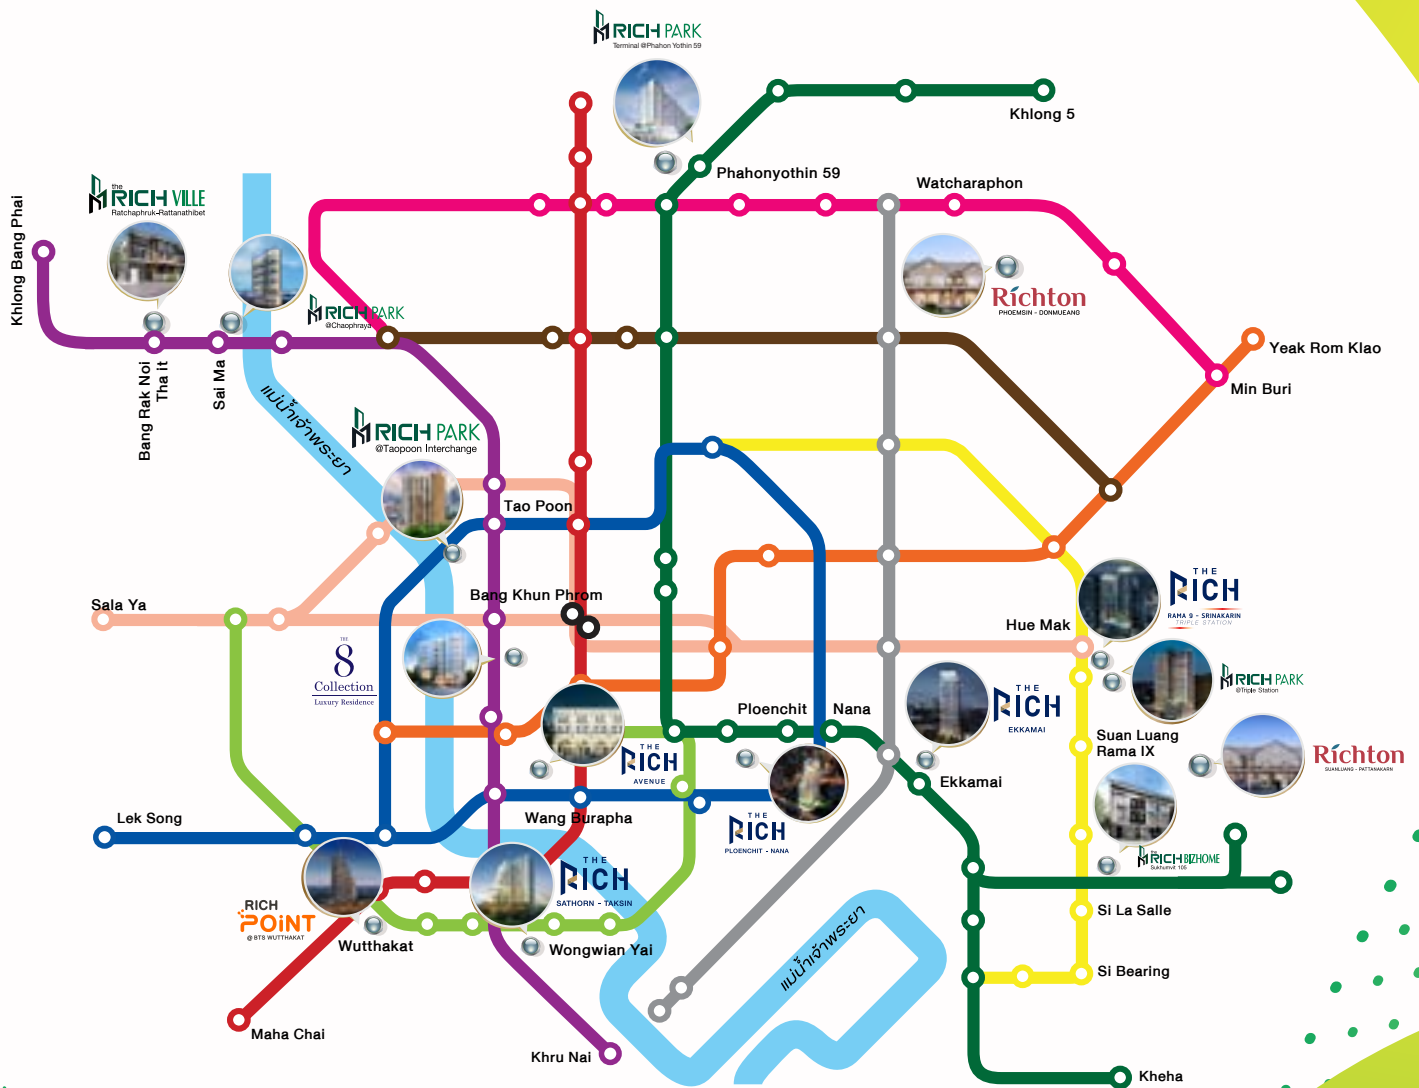 RICH PARK
Terminal @Phahon Yothin 59
Khlong 5
Phahonyothin 59
Watcharaphon
the
RICH VILLE
Ratchaphruk-Rattanathibet
Khlong Bang Phai
RICH PARK
@Chaophraya
Richton
PHOEMSIN - DONMUEANG
Bang Rak Noi
Tha it
Sai Ma
แม่น้ำเจ้าพระยา
Yeak Rom Klao
Min Buri
RICH PARK
@Taopoon Interchange
Tao Poon
Sala Ya
Bang Khun Phrom
Hue Mak
THE
RICH
RAMA 9 - SRINAKARIN
TRIPLE STATION
THE
8
Collection
Luxury Residence
RICH PARK
@Triple Station
THE
RICH
EKKAMAI
Ploenchit
Nana
Suan Luang
Rama IX
THE
RICH
AVENUE
Richton
SUANLUANG - PATTANAKARN
Ekkamai
Lek Song
Wang Burapha
THE
RICH
PLOENCHIT - NANA
the
RICH BIZHOME
Sukhumvit 105
THE
RICH
SATHORN - TAKSIN
RICH
POiNT
@ BTS WUTTHAKAT
Wutthakat
Wongwian Yai
แม่น้ำเจ้าพระยา
Si La Salle
Si Bearing
Maha Chai
Khru Nai
Kheha